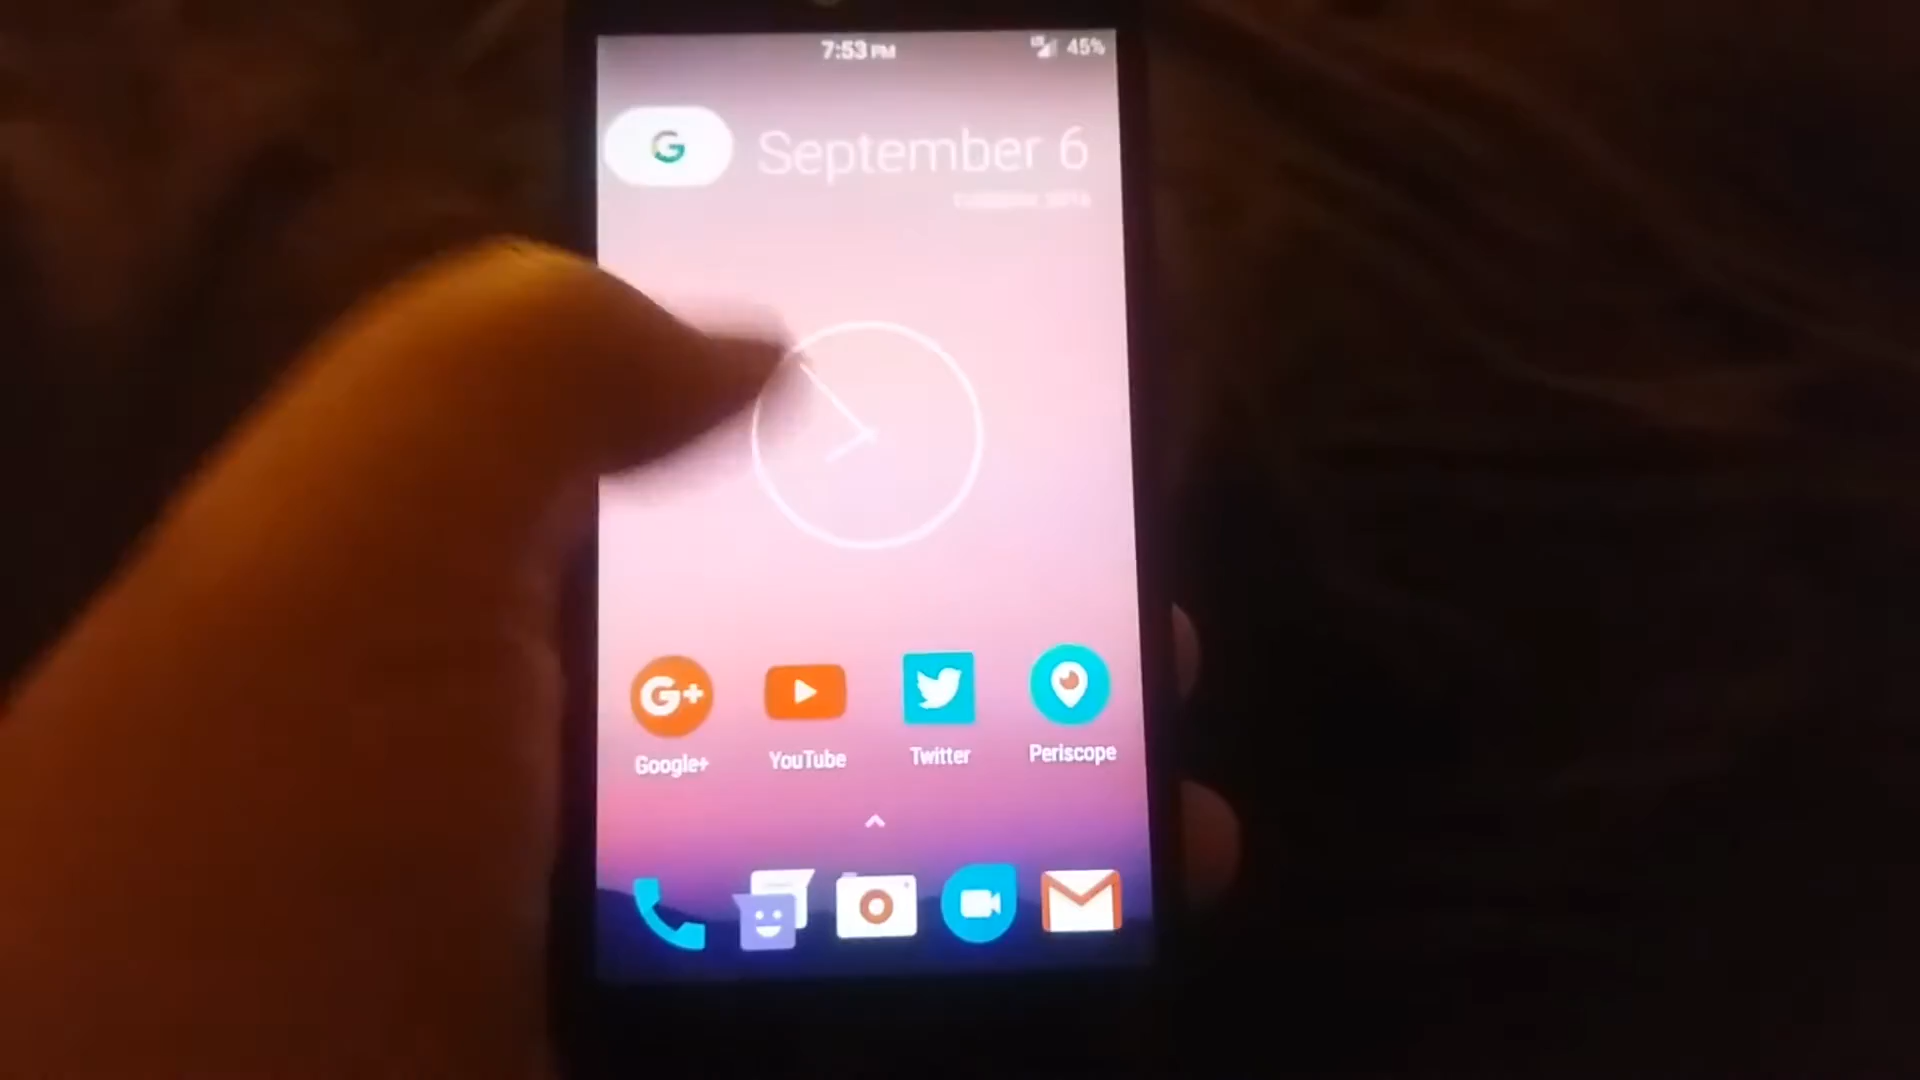 7:53 PM
45%
G
September 6
G+
Google+
YouTube
Twitter
Periscope